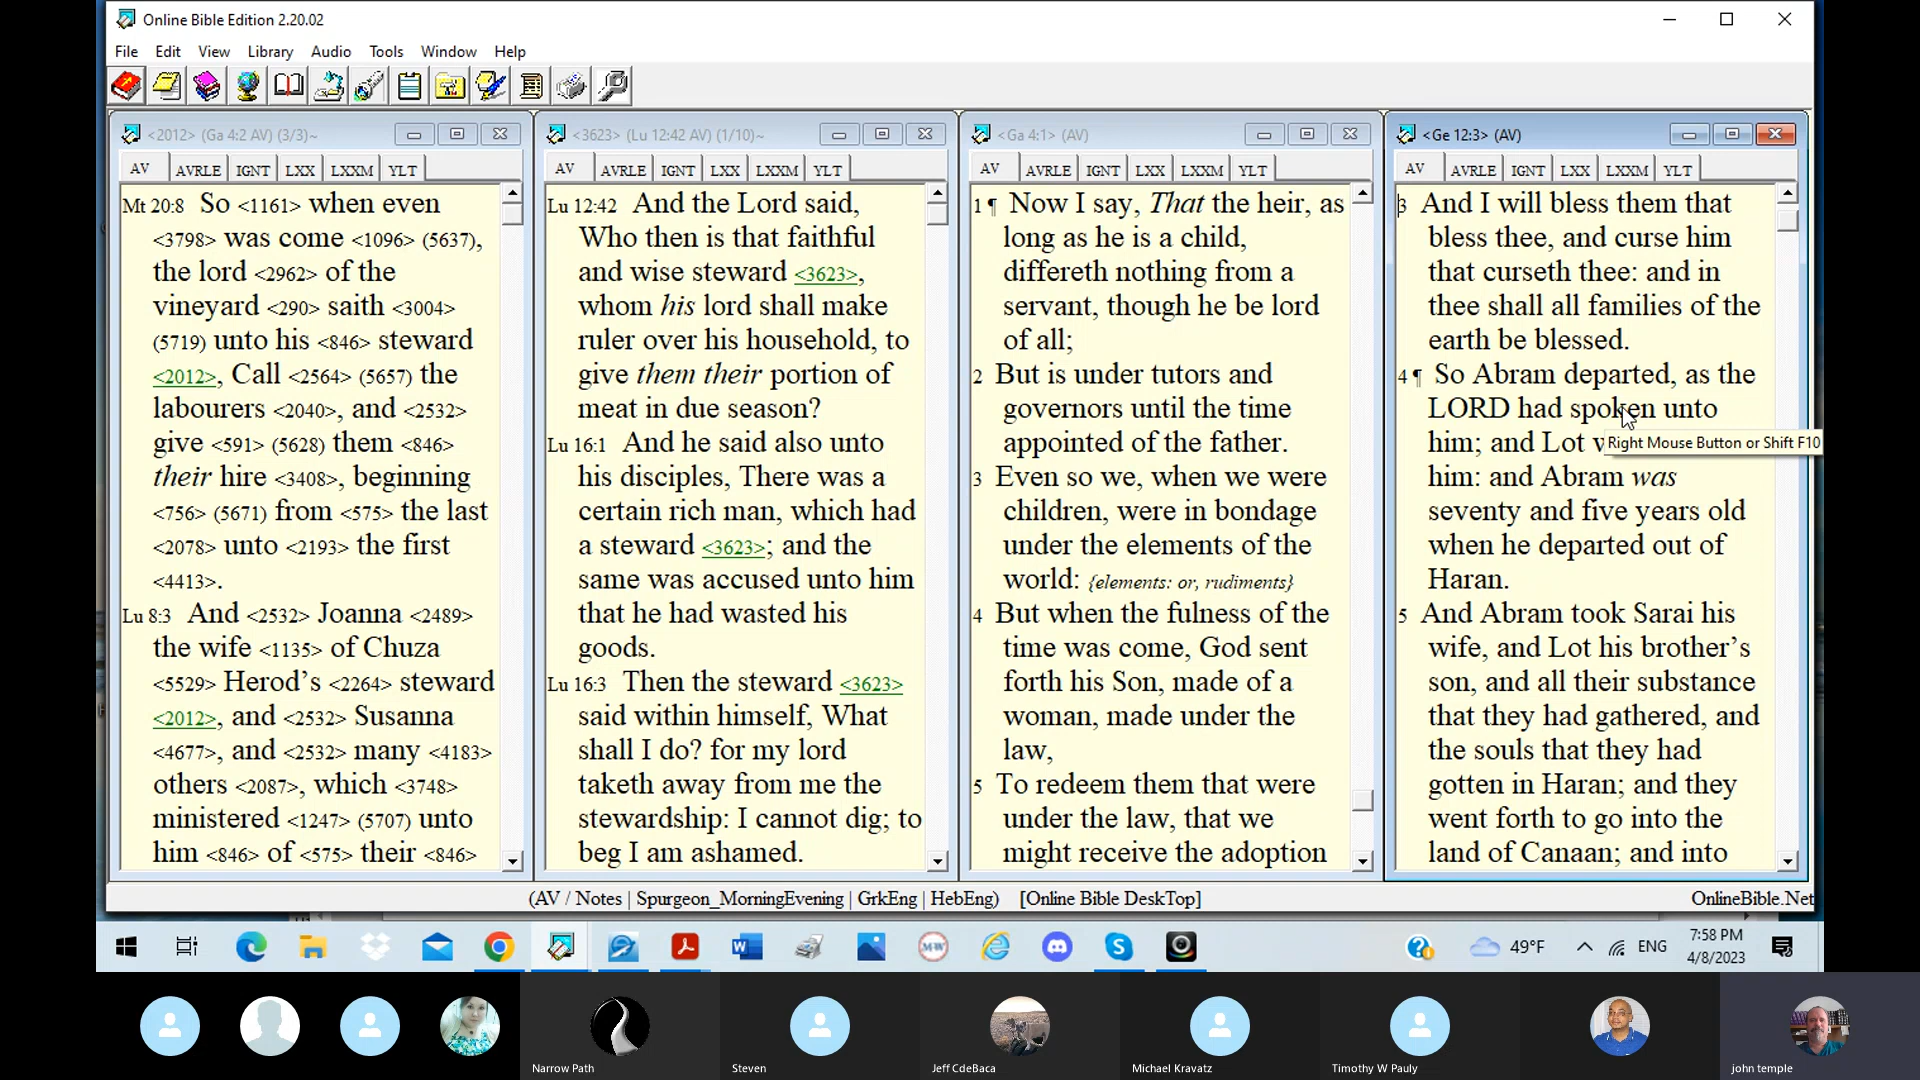 Online Bible Edition 2.20.02
File Edit View Library Audio Tools Window Help
<2012> (Ga 4:2 AV) (3/3)~
AV AVRLE IGNT LXX LXXM YLT
Mt 20:8 So <1161> when even
<3798> was come <1096> (5637),
the lord <2962> of the
vineyard <290> saith <3004>
(5719) unto his <846> steward
<2012>, Call <2564> (5657) the
labourers <2040>, and <2532>
give <591> (5628) them <846>
their hire <3408>, beginning
<756> (5671) from <575> the last
<2078> unto <2193> the first
<4413>.
Lu 8:3 And <2532> Joanna <2489>
the wife <1135> of Chuza
<5529> Herod’s <2264> steward
<2012>, and <2532> Susanna
<4677>, and <2532> many <4183>
others <2087>, which <3748>
ministered <1247> (5707) unto
him <846> of <575> their <846>
<3623> (Lu 12:42 AV) (1/10)~
AV AVRLE IGNT LXX LXXM YLT
Lu 12:42 And the Lord said,
Who then is that faithful
and wise steward <3623>,
whom his lord shall make
ruler over his household, to
give them their portion of
meat in due season?
Lu 16:1 And he said also unto
his disciples, There was a
certain rich man, which had
a steward <3623>; and the
same was accused unto him
that he had wasted his
goods.
Lu 16:3 Then the steward <3623>
said within himself, What
shall I do? for my lord
taketh away from me the
stewardship: I cannot dig; to
beg I am ashamed.
<Ga 4:1> (AV)
AV AVRLE IGNT LXX LXXM YLT
1 ¶ Now I say, That the heir, as
long as he is a child,
differeth nothing from a
servant, though he be lord
of all;
2 But is under tutors and
governors until the time
appointed of the father.
3 Even so we, when we were
children, were in bondage
under the elements of the
world: {elements: or, rudiments}
4 But when the fulness of the
time was come, God sent
forth his Son, made of a
woman, made under the
law,
5 To redeem them that were
under the law, that we
might receive the adoption
<Ge 12:3> (AV)
AV AVRLE IGNT LXX LXXM YLT
3 And I will bless them that
bless thee, and curse him
that curseth thee: and in
thee shall all families of the
earth be blessed.
4 ¶ So Abram departed, as the
LORD had spoken unto
him; and Lot
Right Mouse Button or Shift F10
him: and Abram was
seventy and five years old
when he departed out of
Haran.
5 And Abram took Sarai his
wife, and Lot his brother’s
son, and all their substance
that they had gathered, and
the souls that they had
gotten in Haran; and they
went forth to go into the
land of Canaan; and into
(AV / Notes | Spurgeon_MorningEvening | GrkEng | HebEng) [Online Bible DeskTop]
OnlineBible.Net
49°F
ENG
7:58 PM
4/8/2023
Narrow Path
Steven
Jeff CdeBaca
Michael Kravatz
Timothy W Pauly
john temple